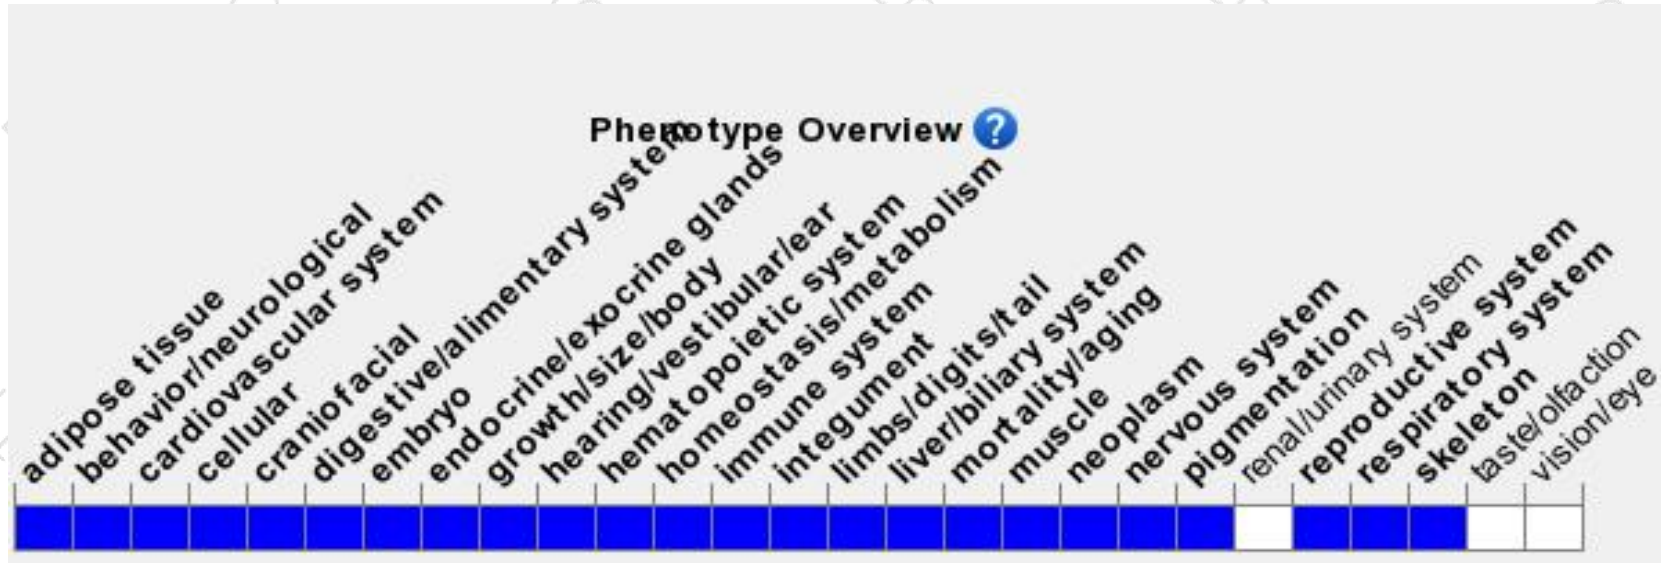 Phenotype Overview ?
adipose tissue
behavior/neurological
cardiovascular system
cellular
craniofacial
digestive/alimentary system
embryo
endocrine/exocrine glands
growth/size/body
hearing/vestibular/ear
hematopoietic system
homeostasis/metabolism
immune system
integument
limbs/digits/tail
liver/biliary system
mortality/aging
muscle
neoplasm
nervous system
pigmentation
renal/urinary system
reproductive system
respiratory system
skeleton
taste/olfaction
vision/eye